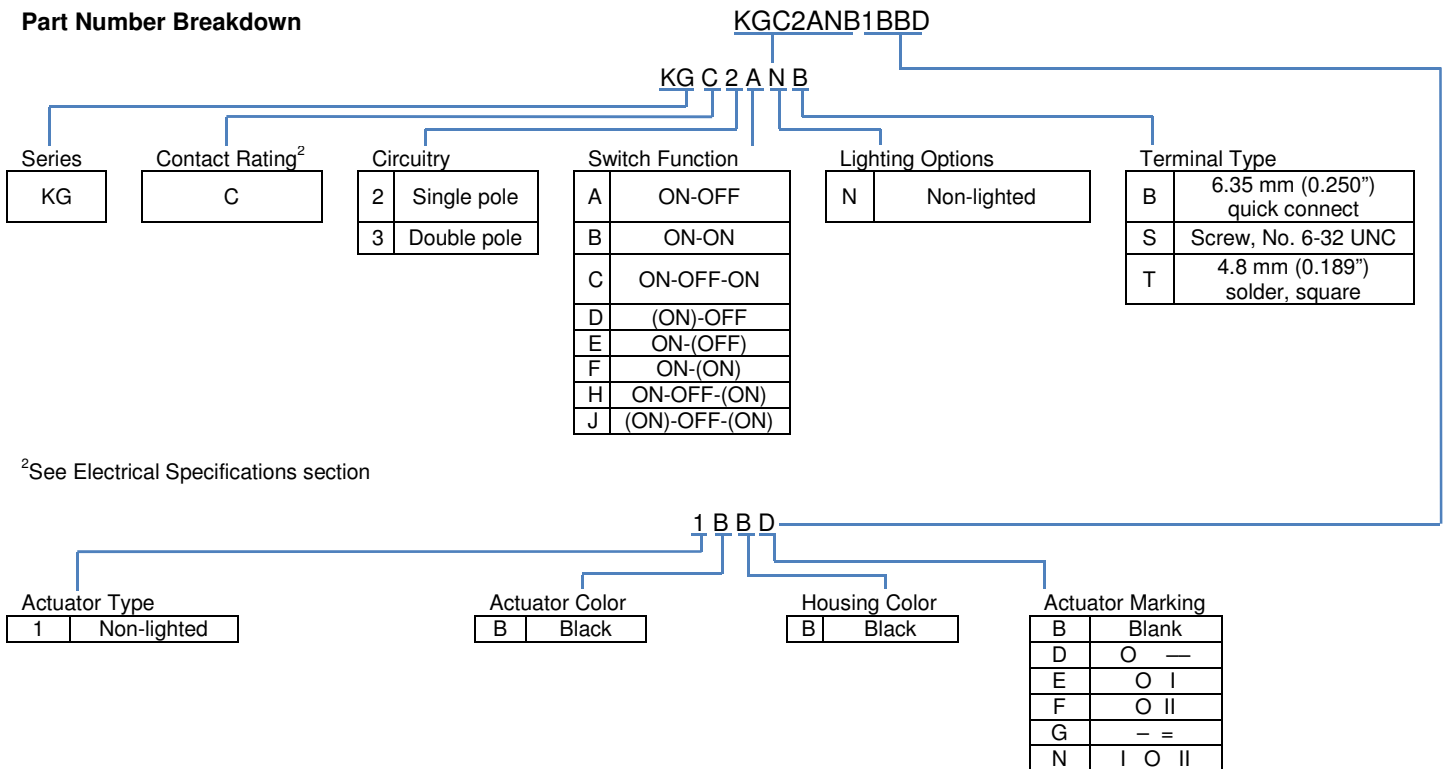 Part Number Breakdown
KGC2ANB1BBD
KG C 2 A N B
Series
KG
Contact Rating2
C
Circuitry
2 Single pole
3 Double pole
Switch Function
A ON-OFF
B ON-ON
C ON-OFF-ON
D (ON)-OFF
E ON-(OFF)
F ON-(ON)
H ON-OFF-(ON)
J (ON)-OFF-(ON)
Lighting Options
N Non-lighted
Terminal Type
B 6.35 mm (0.250”)
quick connect
S Screw, No. 6-32 UNC
T 4.8 mm (0.189”)
solder, square
2See Electrical Specifications section
1 B B D
Actuator Type
1 Non-lighted
Actuator Color
B Black
Housing Color
B Black
Actuator Marking
B Blank
D O —
E O I
F O II
G – =
N I O II